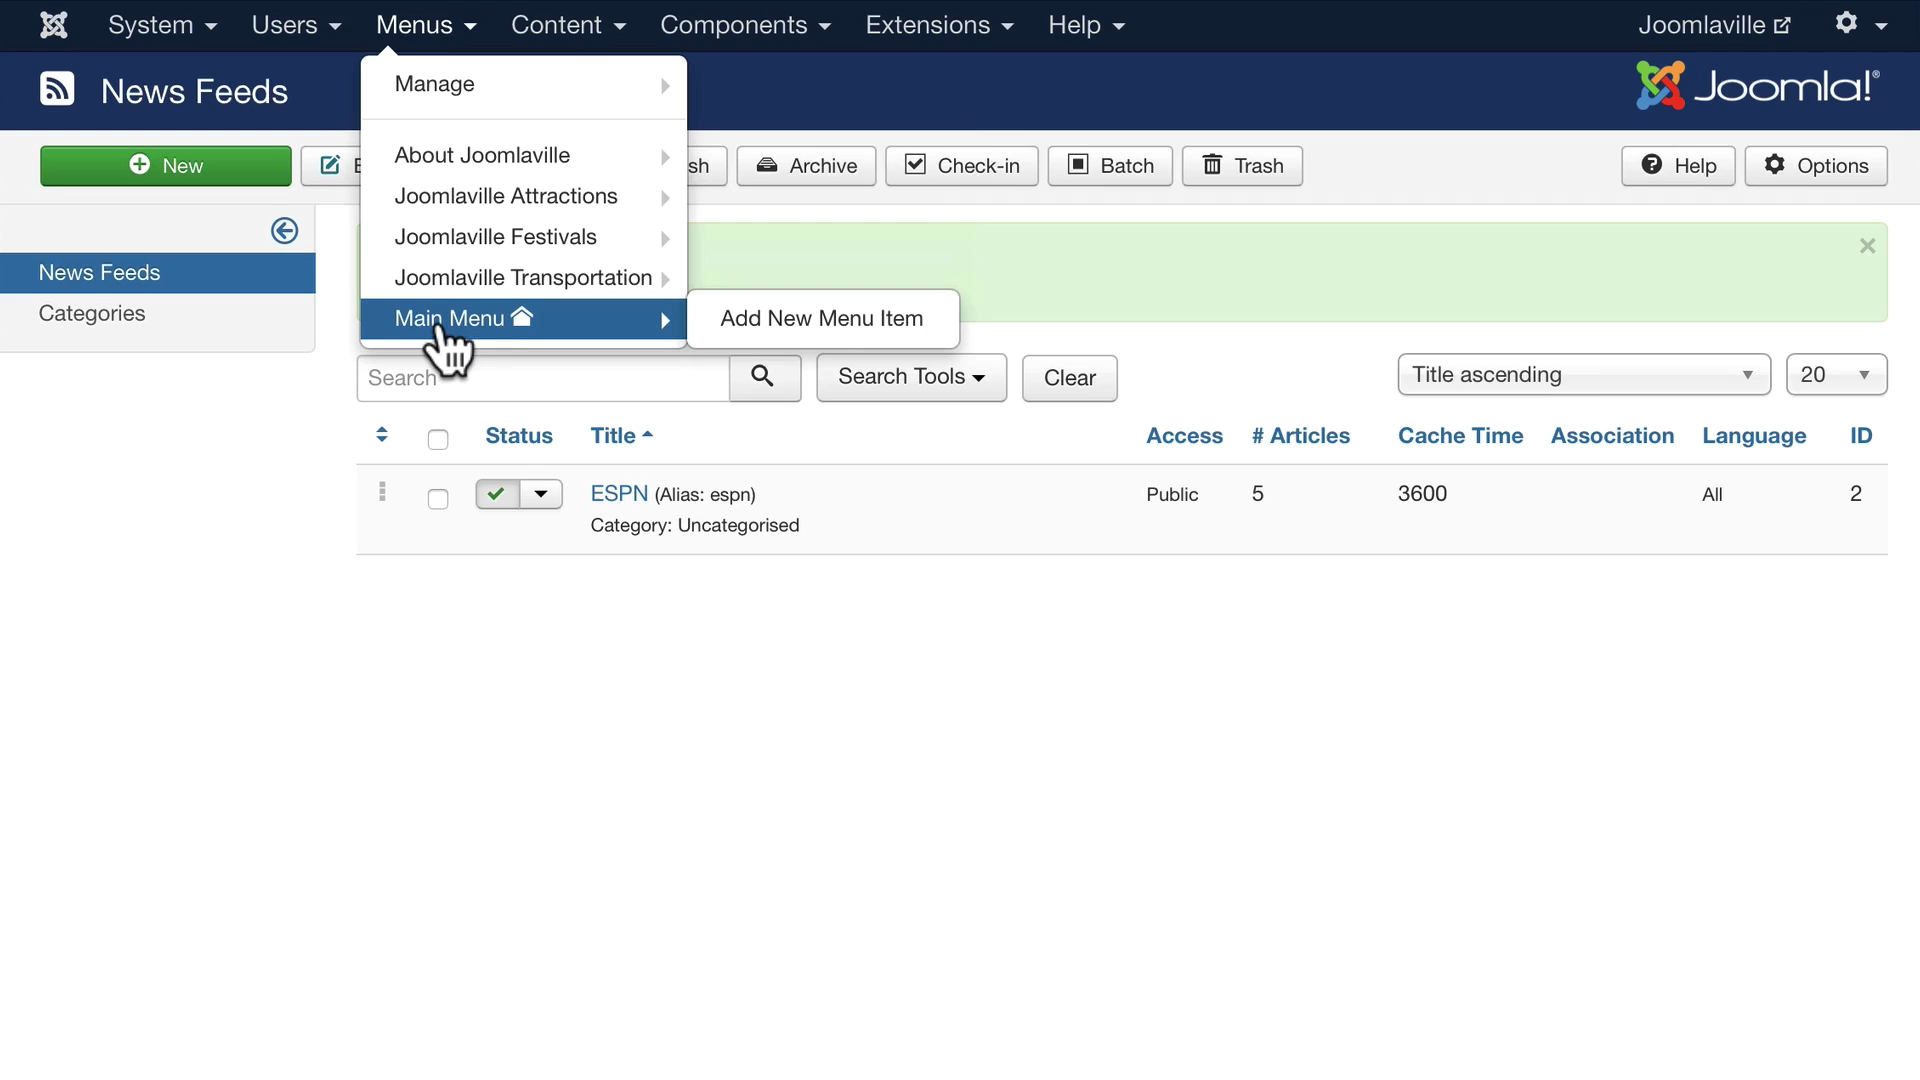 System Users Menus Content Components Extensions Help Joomlaville
News Feeds
Joomla!®
Manage
New
sh
Archive
Check-in
Batch
Trash
Help
Options
About Joomlaville
Joomlaville Attractions
Joomlaville Festivals
Joomlaville Transportation
Main Menu
Add New Menu Item
News Feeds
Categories
Search
Search Tools
Clear
Title ascending
20
Status Title Access # Articles Cache Time Association Language ID
ESPN (Alias: espn) Public 5 3600 All 2
Category: Uncategorised